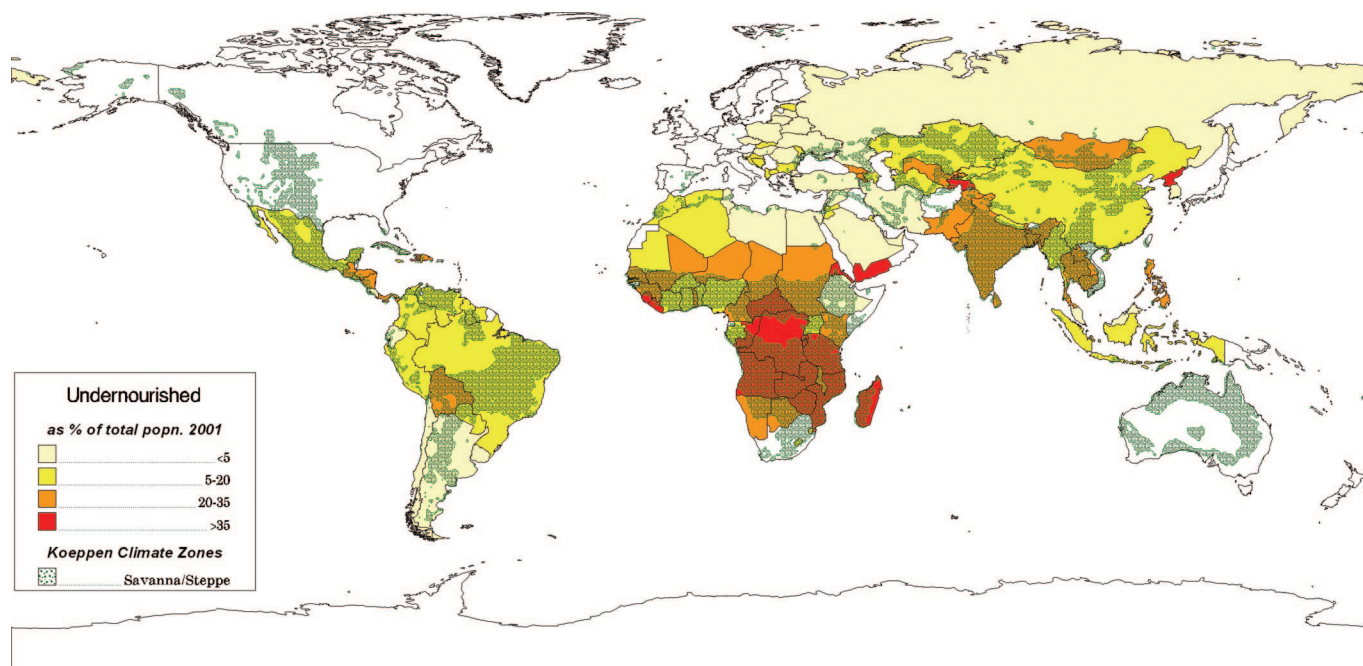 Undernourished
as % of total popn. 2001
<5
5-20
20-35
>35
Koeppen Climate Zones
Savanna/Steppe